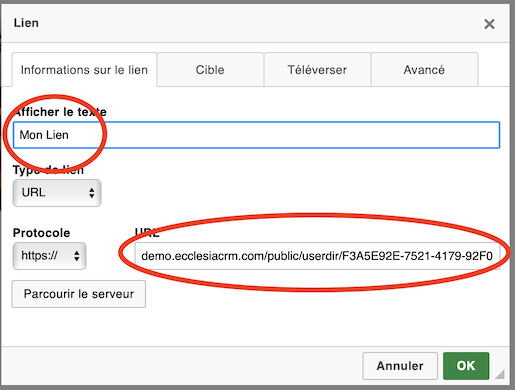 Lien
Informations sur le lien Cible Téléverser Avancé
Afficher le texte
Mon Lien
Type de lien
URL
Protocole URL
https:// demo.ecclesiacrm.com/public/userdir/F3A5E92E-7521-4179-92F0
Parcourir le serveur
Annuler OK